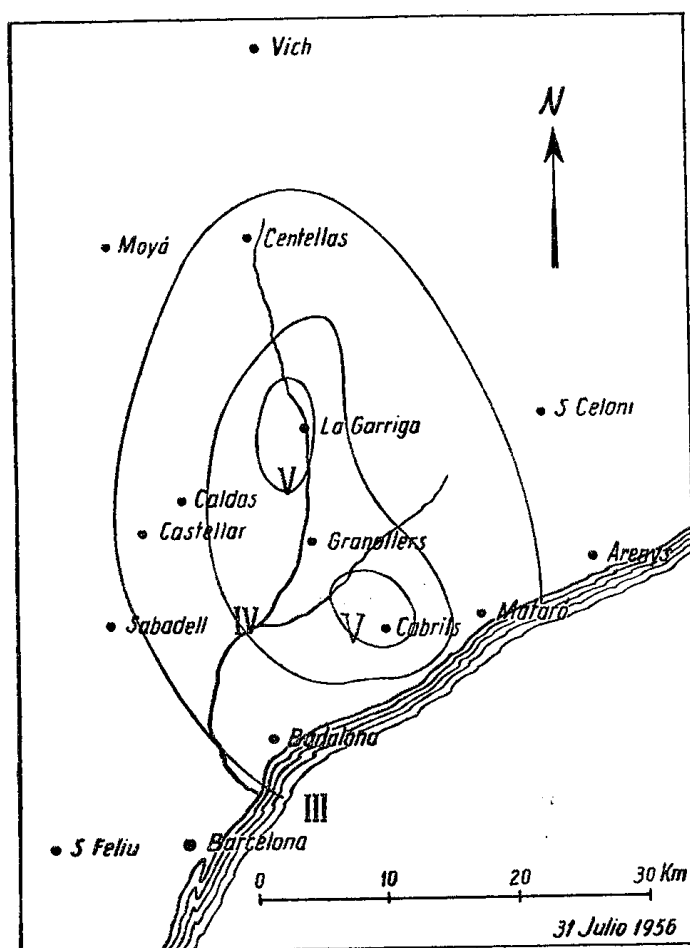 Vich
N
Moyá
Centellas
S Celoni
La Garriga
V
Caldas
Castellar
Granollers
Arenys
Sabadell
IV
V
Cabrils
Mataró
Badalona
III
S Feliu
Barcelona
0
10
20
30 Km
31 Julio 1956